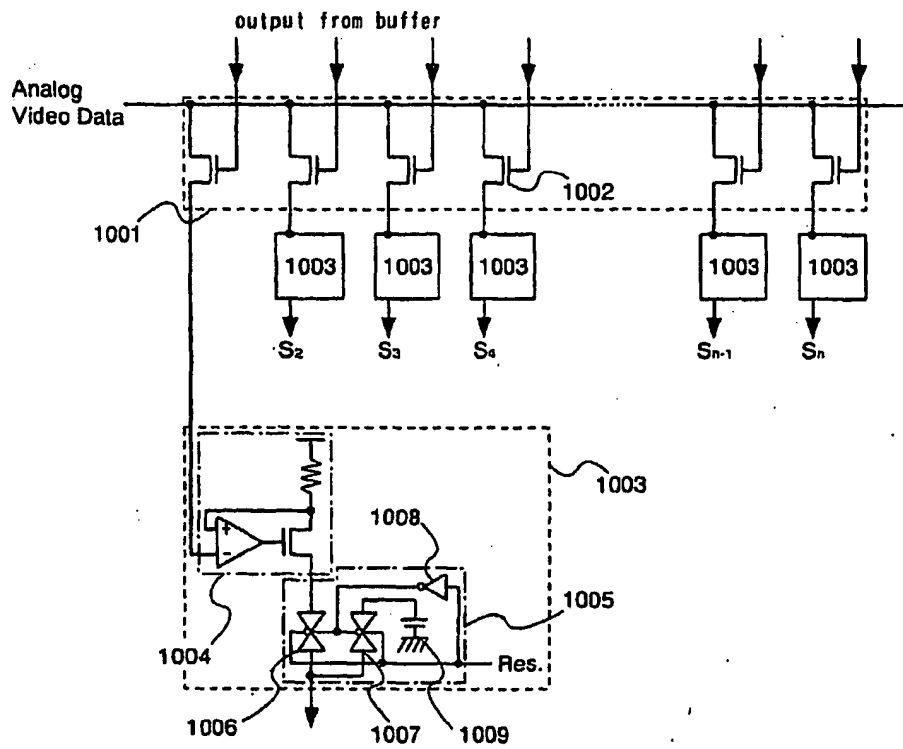 output from buffer
Analog
Video Data
1002
1001
1003 1003 1003 1003 1003
S2 S3 S4 Sn-1 Sn
1003
+
-
1008
1005
1004
Res.
1006 1007 1009